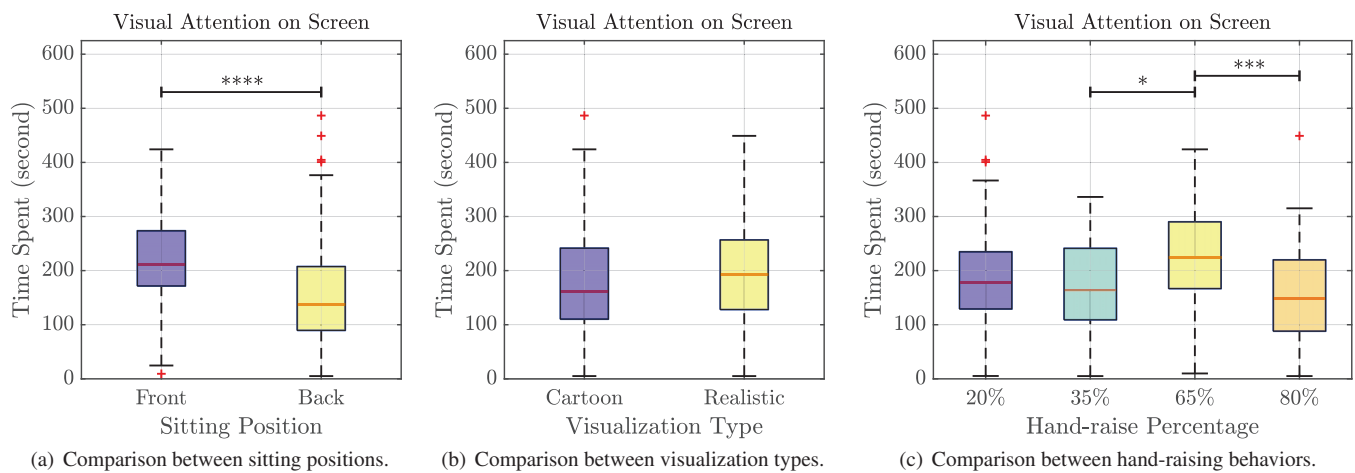 Visual Attention on Screen
600
500
400
300
200
100
0
Time Spent (second)
****
Front
Back
Sitting Position
(a) Comparison between sitting positions.
Visual Attention on Screen
600
500
400
300
200
100
0
Time Spent (second)
Cartoon
Realistic
Visualization Type
(b) Comparison between visualization types.
Visual Attention on Screen
600
500
400
300
200
100
0
Time Spent (second)
*
***
20%
35%
65%
80%
Hand-raise Percentage
(c) Comparison between hand-raising behaviors.